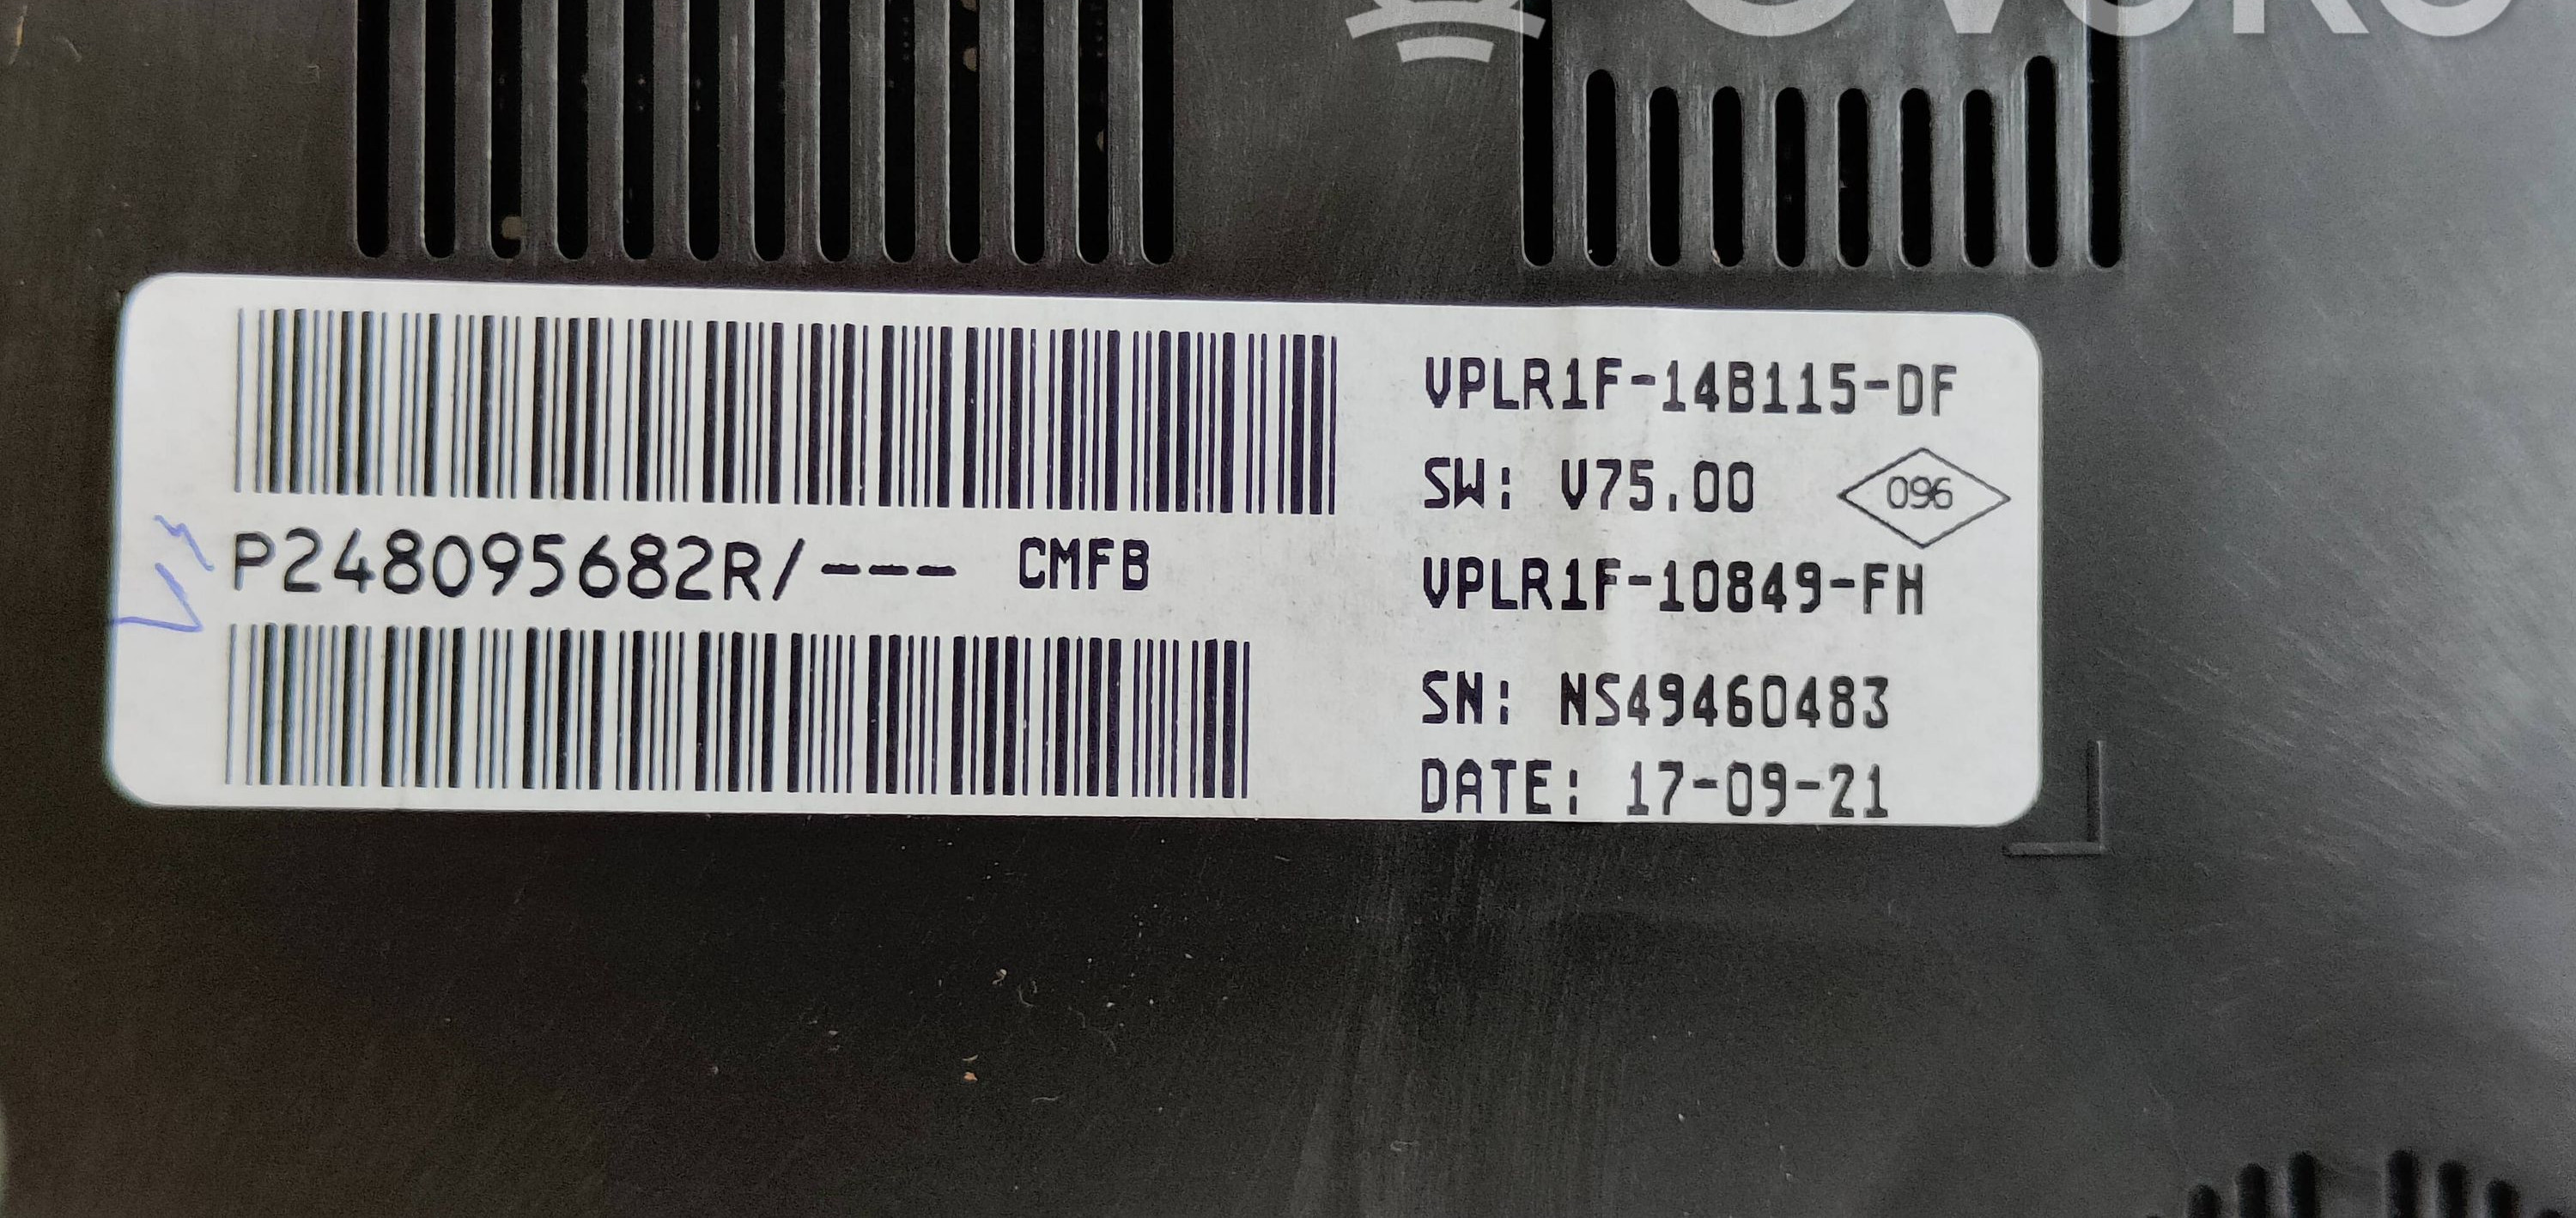 VPLR1F-14B115-DF
SW: V75.00
096
P248095682R/--- CMFB
VPLR1F-10849-FH
SN: NS49460483
DATE: 17-09-21